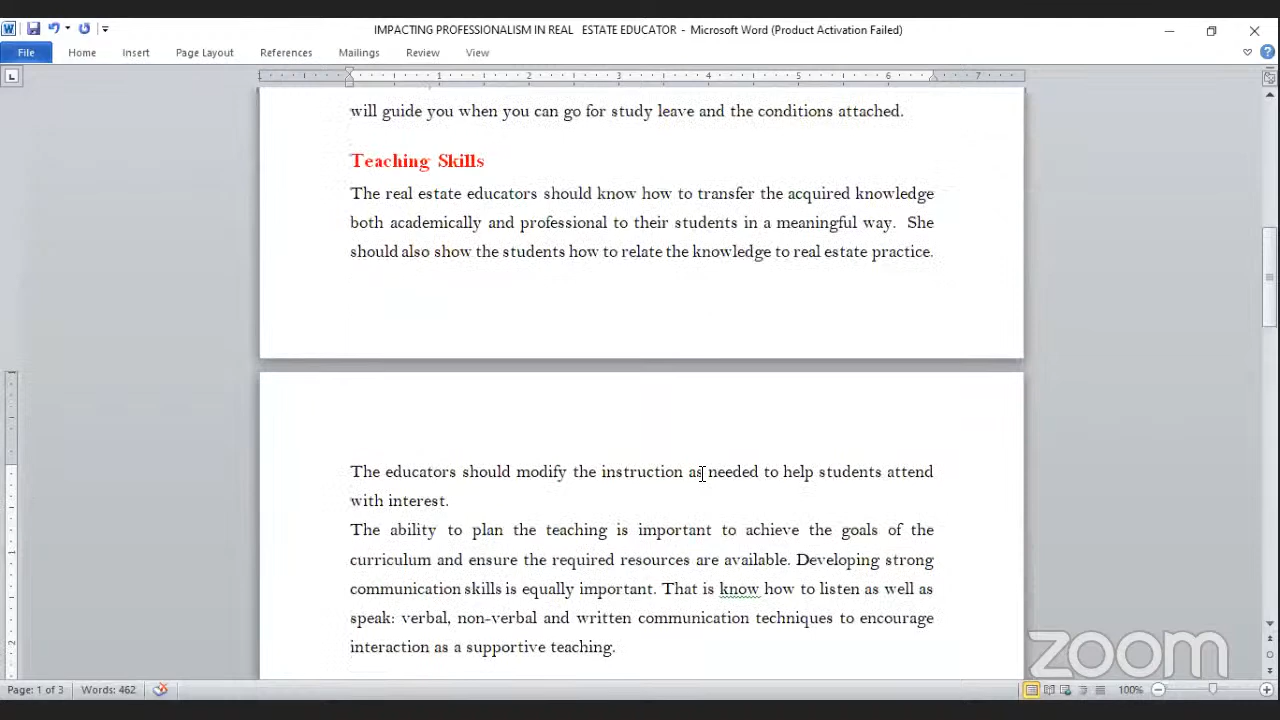 IMPACTING PROFESSIONALISM IN REAL ESTATE EDUCATOR - Microsoft Word (Product Activation Failed)
File Home Insert Page Layout References Mailings Review View
1 2 3 4 5 6 7
will guide you when you can go for study leave and the conditions attached.
Teaching Skills
The real estate educators should know how to transfer the acquired knowledge
both academically and professional to their students in a meaningful way. She
should also show the students how to relate the knowledge to real estate practice.
The educators should modify the instruction as needed to help students attend
with interest.
The ability to plan the teaching is important to achieve the goals of the
curriculum and ensure the required resources are available. Developing strong
communication skills is equally important. That is know how to listen as well as
speak: verbal, non-verbal and written communication techniques to encourage
interaction as a supportive teaching.
zoom
Page: 1 of 3 Words: 462 100%